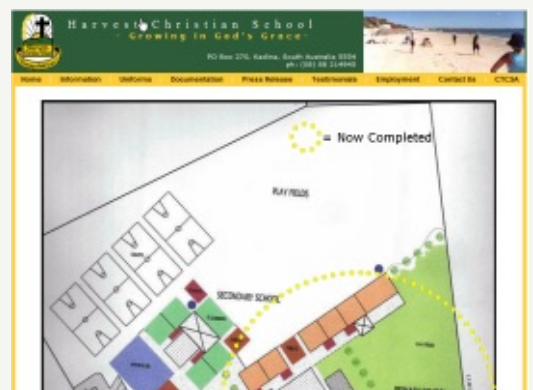 Harvest Christian School
- Growing in God's Grace -
PO Box 270, Kadina, South Australia 5554
Home Information Uniforms Documentation Press Release Testimonials Employment Contact Us CTCSA
= Now Completed
PLAY FIELDS
SECONDARY SCHOOL